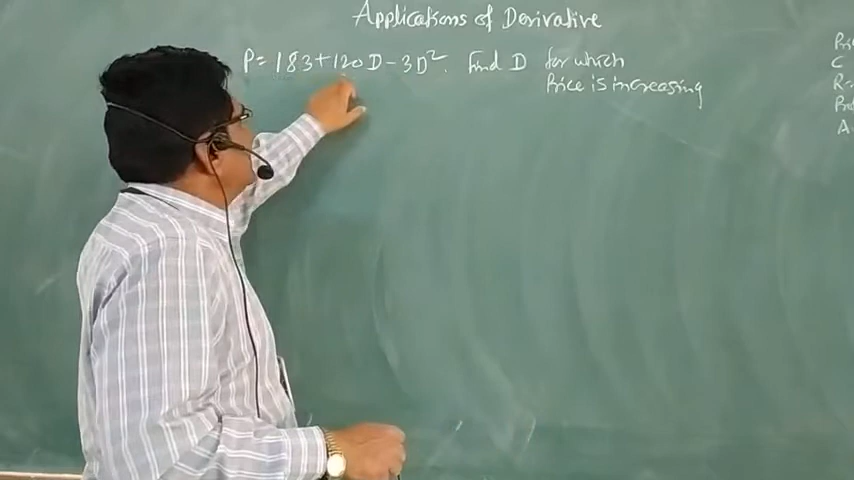 Applications of Derivative
P = 183 + 120 D - 3D². Find D for which
Price is increasing
C
A